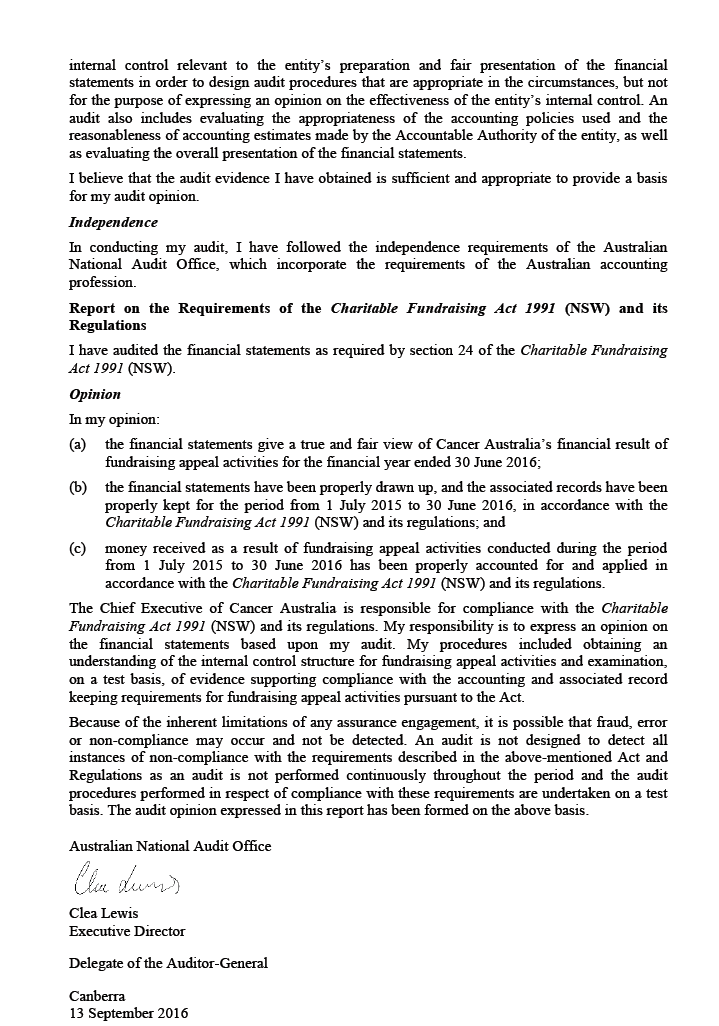 internal control relevant to the entity’s preparation and fair presentation of the financial
statements in order to design audit procedures that are appropriate in the circumstances, but not
for the purpose of expressing an opinion on the effectiveness of the entity’s internal control. An
audit also includes evaluating the appropriateness of the accounting policies used and the
reasonableness of accounting estimates made by the Accountable Authority of the entity, as well
as evaluating the overall presentation of the financial statements.
I believe that the audit evidence I have obtained is sufficient and appropriate to provide a basis
for my audit opinion.
Independence
In conducting my audit, I have followed the independence requirements of the Australian
National Audit Office, which incorporate the requirements of the Australian accounting
profession.
Report on the Requirements of the Charitable Fundraising Act 1991 (NSW) and its
Regulations
I have audited the financial statements as required by section 24 of the Charitable Fundraising
Act 1991 (NSW).
Opinion
In my opinion:
(a) the financial statements give a true and fair view of Cancer Australia’s financial result of
fundraising appeal activities for the financial year ended 30 June 2016;
(b) the financial statements have been properly drawn up, and the associated records have been
properly kept for the period from 1 July 2015 to 30 June 2016, in accordance with the
Charitable Fundraising Act 1991 (NSW) and its regulations; and
(c) money received as a result of fundraising appeal activities conducted during the period
from 1 July 2015 to 30 June 2016 has been properly accounted for and applied in
accordance with the Charitable Fundraising Act 1991 (NSW) and its regulations.
The Chief Executive of Cancer Australia is responsible for compliance with the Charitable
Fundraising Act 1991 (NSW) and its regulations. My responsibility is to express an opinion on
the financial statements based upon my audit. My procedures included obtaining an
understanding of the internal control structure for fundraising appeal activities and examination,
on a test basis, of evidence supporting compliance with the accounting and associated record
keeping requirements for fundraising appeal activities pursuant to the Act.
Because of the inherent limitations of any assurance engagement, it is possible that fraud, error
or non-compliance may occur and not be detected. An audit is not designed to detect all
instances of non-compliance with the requirements described in the above-mentioned Act and
Regulations as an audit is not performed continuously throughout the period and the audit
procedures performed in respect of compliance with these requirements are undertaken on a test
basis. The audit opinion expressed in this report has been formed on the above basis.
Australian National Audit Office
Clea Lewis
Clea Lewis
Executive Director
Delegate of the Auditor-General
Canberra
13 September 2016